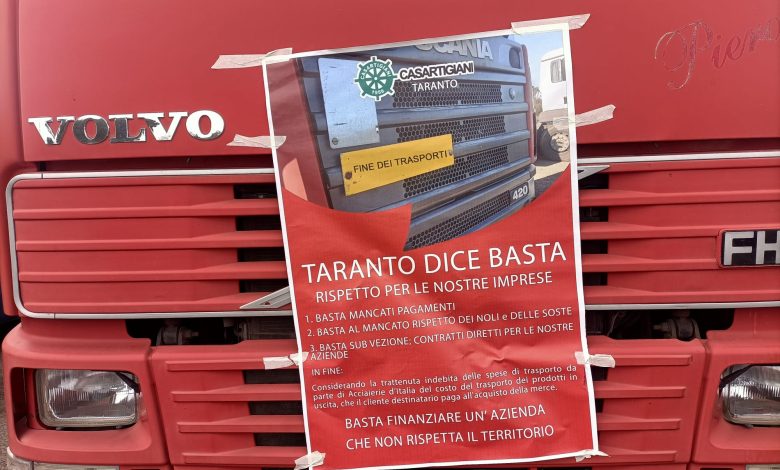 Pier
VOLVO
FH
SCANIA
CASARTIGIANI
1958
TARANTO
FINE DEI TRASPORTI
420
TARANTO DICE BASTA
RISPETTO PER LE NOSTRE IMPRESE
1. BASTA MANCATI PAGAMENTI
2. BASTA AL MANCATO RISPETTO DEI NOLI e DELLE SOSTE
3. BASTA SUB VEZIONE; CONTRATTI DIRETTI PER LE NOSTRE
AZIENDE
IN FINE:
Considerando la trattenuta indebita delle spese di trasporto da
parte di Acciaierie d'Italia del costo del trasporto dei prodotti in
uscita, che il cliente destinatario paga all'acquisto della merce.
BASTA FINANZIARE UN' AZIENDA
CHE NON RISPETTA IL TERRITORIO